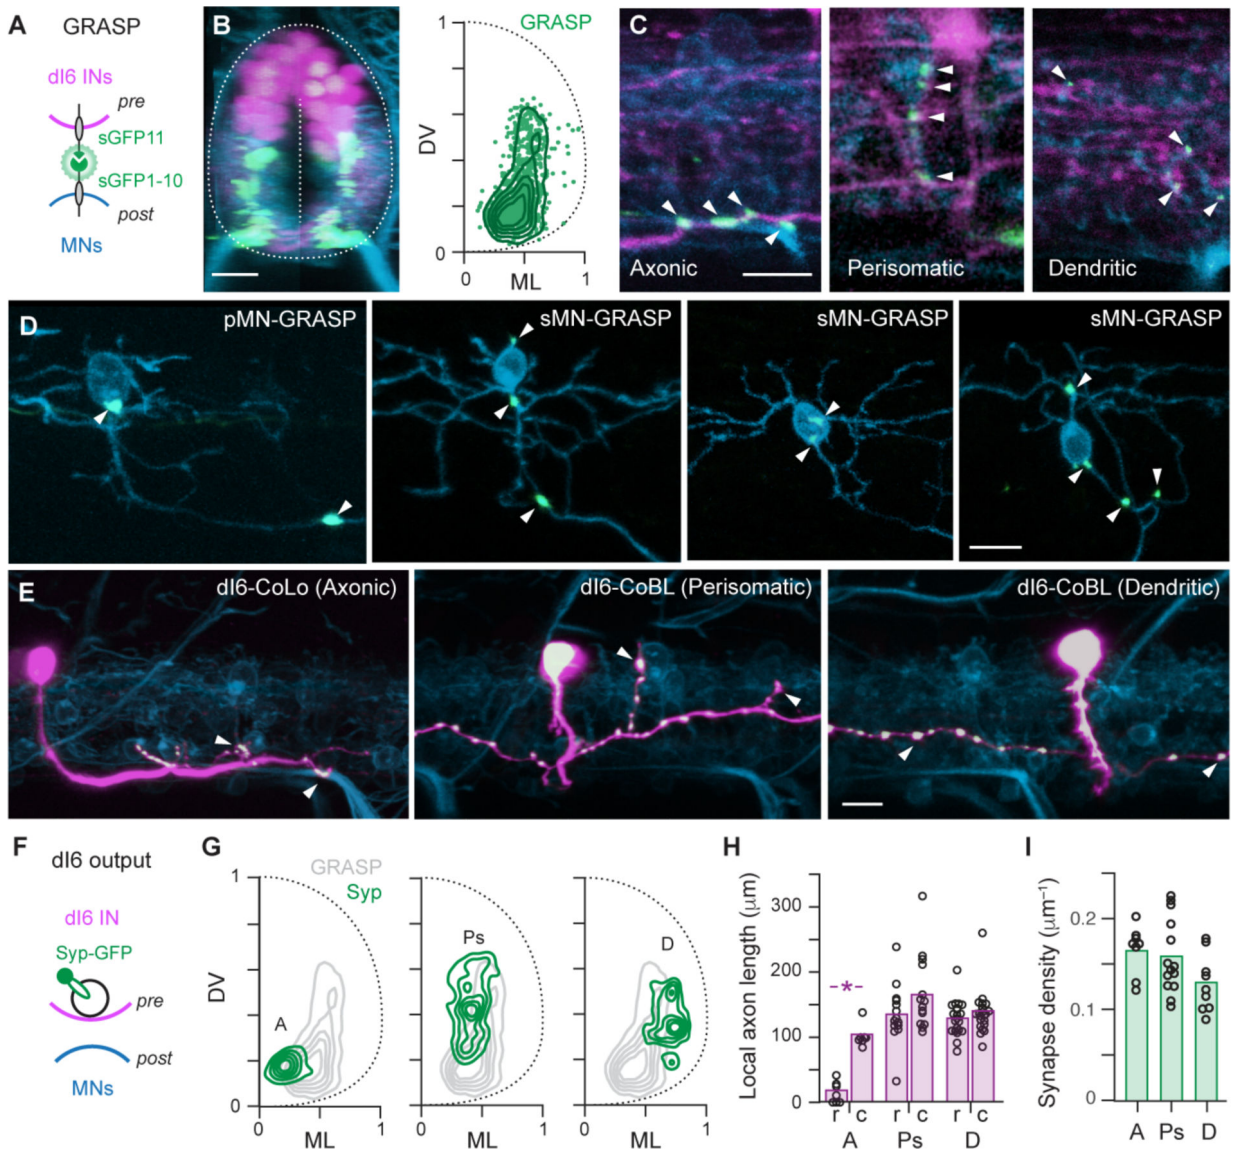 A
GRASP
dI6 INs
pre
sGFP11
sGFP1-10
post
MNs
B
GRASP
1
DV
0
0
ML
1
C
Axonic
Perisomatic
Dendritic
D
pMN-GRASP
sMN-GRASP
sMN-GRASP
sMN-GRASP
E
dI6-CoLo (Axonic)
dI6-CoBL (Perisomatic)
dI6-CoBL (Dendritic)
F
dI6 output
dI6 IN
Syp-GFP
pre
post
MNs
G
GRASP
Syp
1
DV
0
A
0
ML
1
Ps
0
ML
1
D
0
ML
1
H
Local axon length (μm)
300
200
100
0
*
r c r c r c
A Ps D
I
Synapse density (μm⁻¹)
0.2
0.1
0
A Ps D